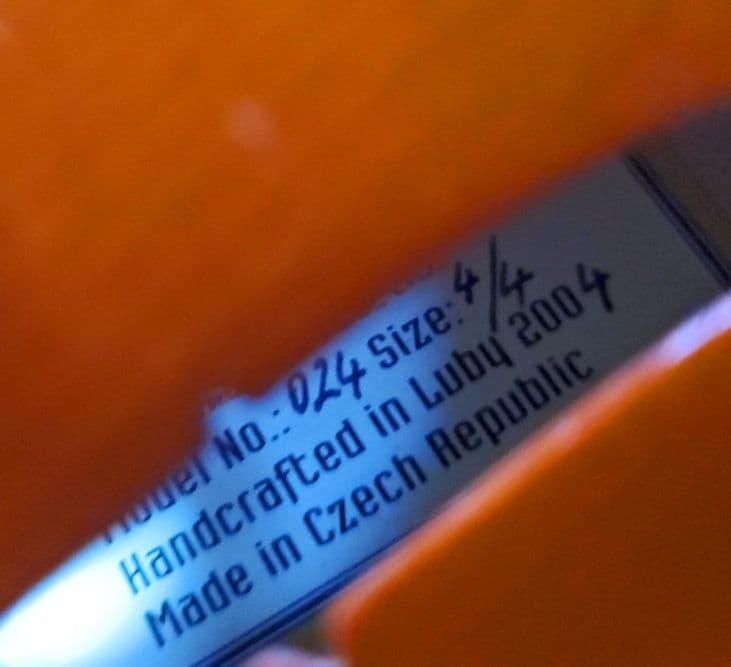 Model No.: 024 Size: 4/4
Handcrafted in Luby 2004
Made in Czech Republic